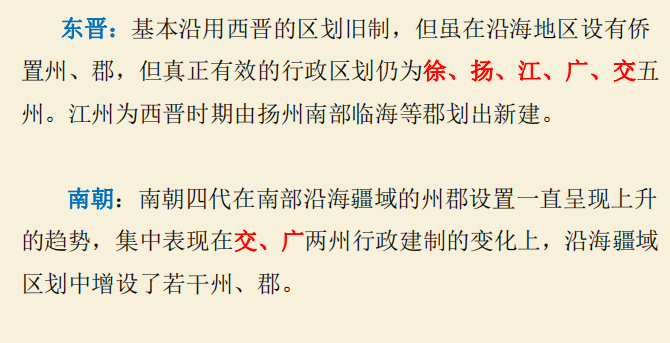 东晋：基本沿用西晋的区划旧制，但虽在沿海地区设有侨
置州、郡，但真正有效的行政区划仍为徐、扬、江、广、交五
州。江州为西晋时期由扬州南部临海等郡划出新建。
南朝：南朝四代在南部沿海疆域的州郡设置一直呈现上升
的趋势，集中表现在交、广两州行政建制的变化上，沿海疆域
区划中增设了若干州、郡。